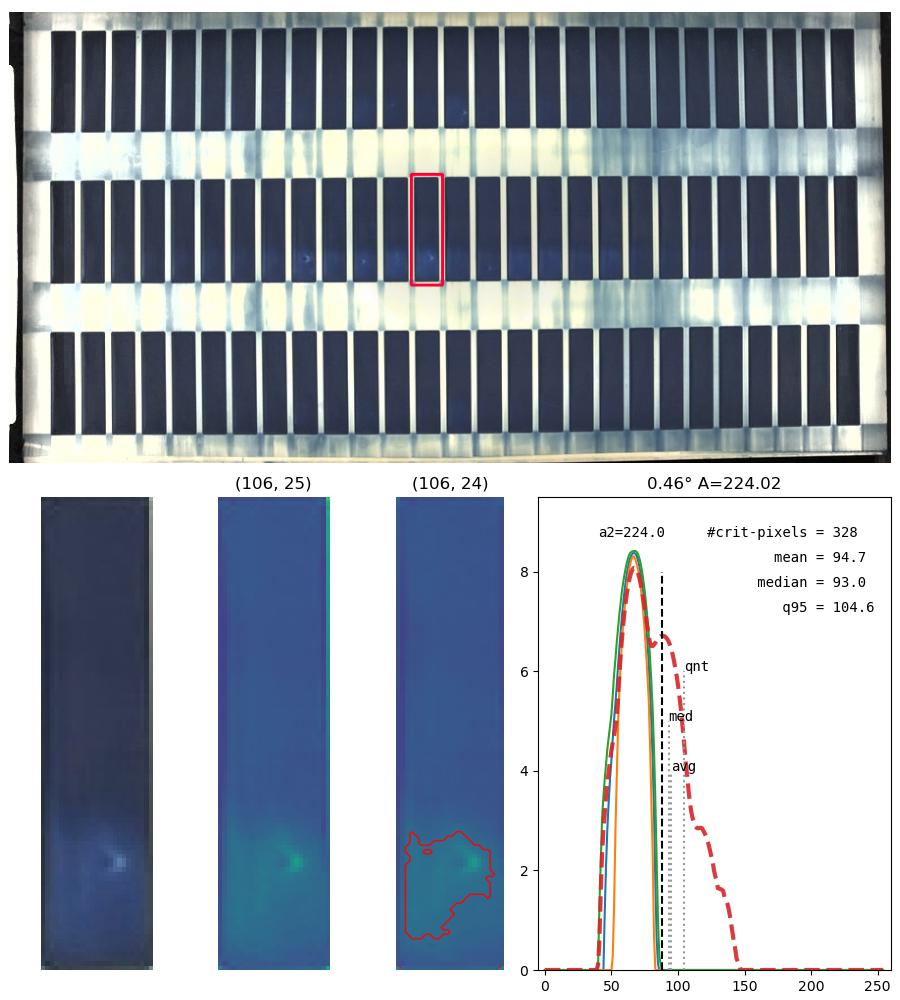 (106, 25)
(106, 24)
0.46° A=224.02
a2=224.0
#crit-pixels = 328
mean = 94.7
median = 93.0
q95 = 104.6
qnt
med
avg
8
6
4
2
0
0 50 100 150 200 250